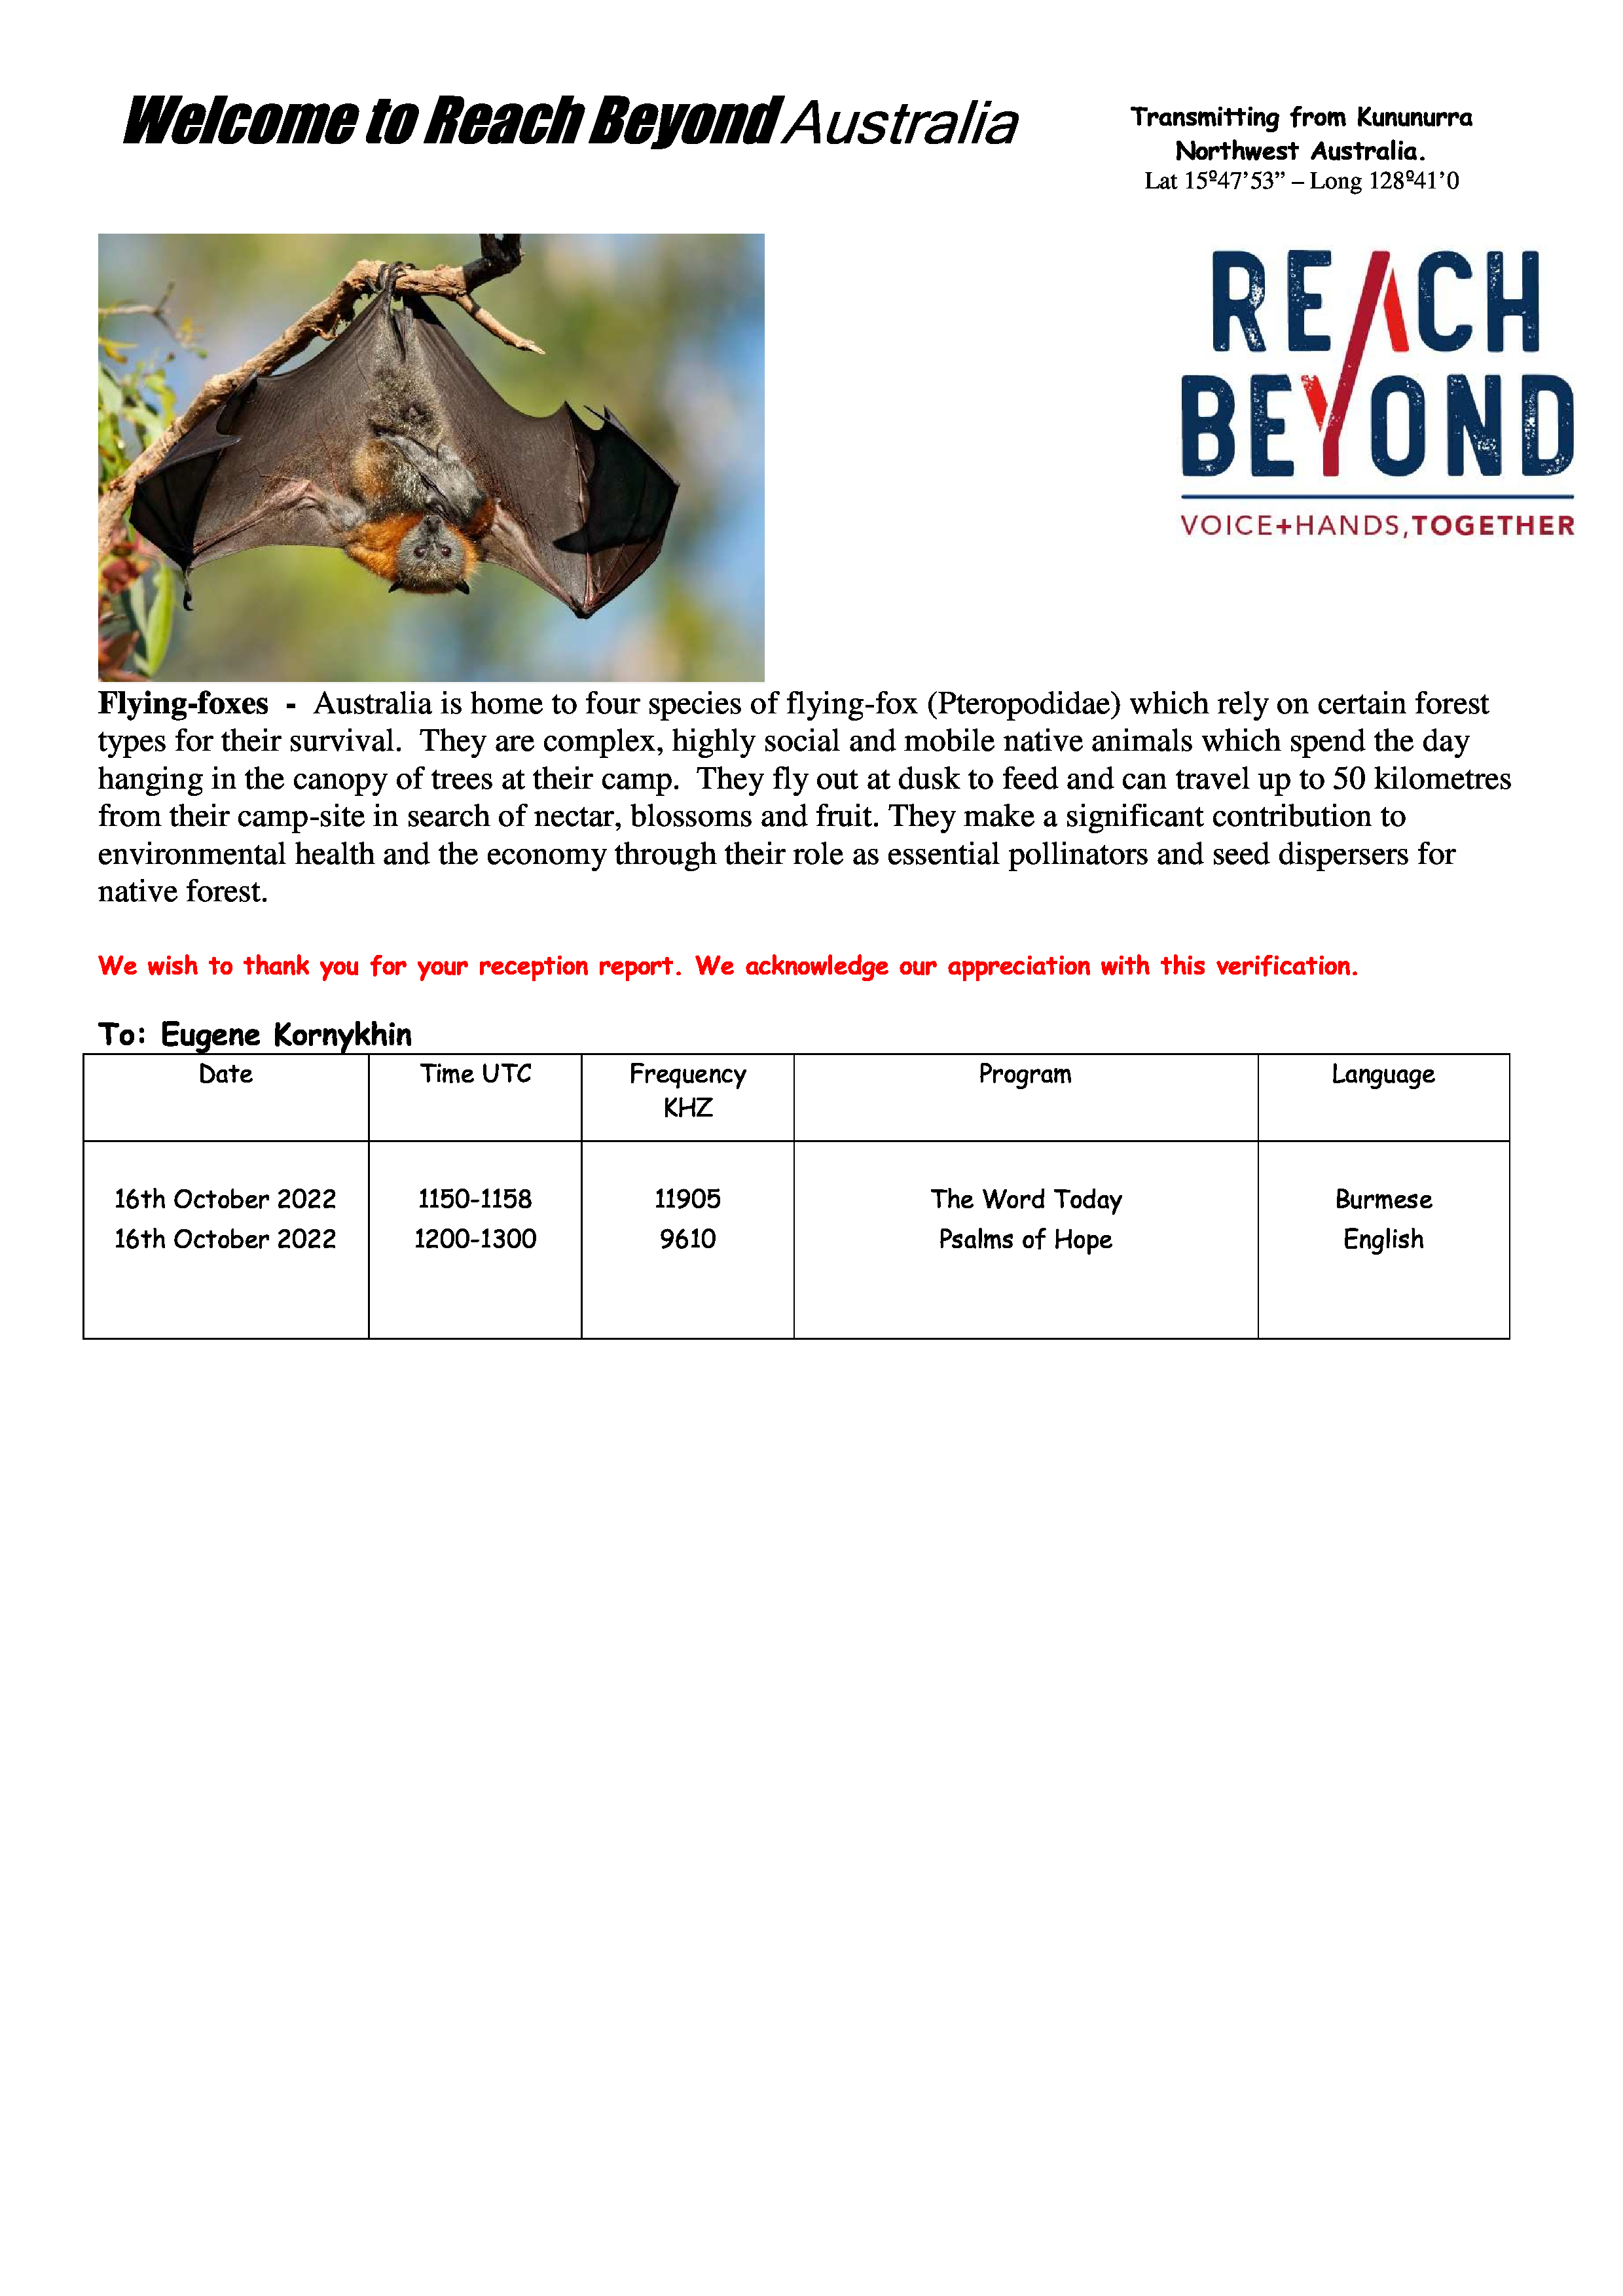 Welcome to Reach Beyond Australia
Transmitting from Kununurra
Northwest Australia.
Lat 15º47’53” – Long 128º41’0
REACH
BEYOND
VOICE+HANDS,TOGETHER
Flying-foxes - Australia is home to four species of flying-fox (Pteropodidae) which rely on certain forest
types for their survival. They are complex, highly social and mobile native animals which spend the day
hanging in the canopy of trees at their camp. They fly out at dusk to feed and can travel up to 50 kilometres
from their camp-site in search of nectar, blossoms and fruit. They make a significant contribution to
environmental health and the economy through their role as essential pollinators and seed dispersers for
native forest.
We wish to thank you for your reception report. We acknowledge our appreciation with this verification.
To: Eugene Kornykhin
Date Time UTC Frequency KHZ Program Language
16th October 2022 1150-1158 11905 The Word Today Burmese
16th October 2022 1200-1300 9610 Psalms of Hope English